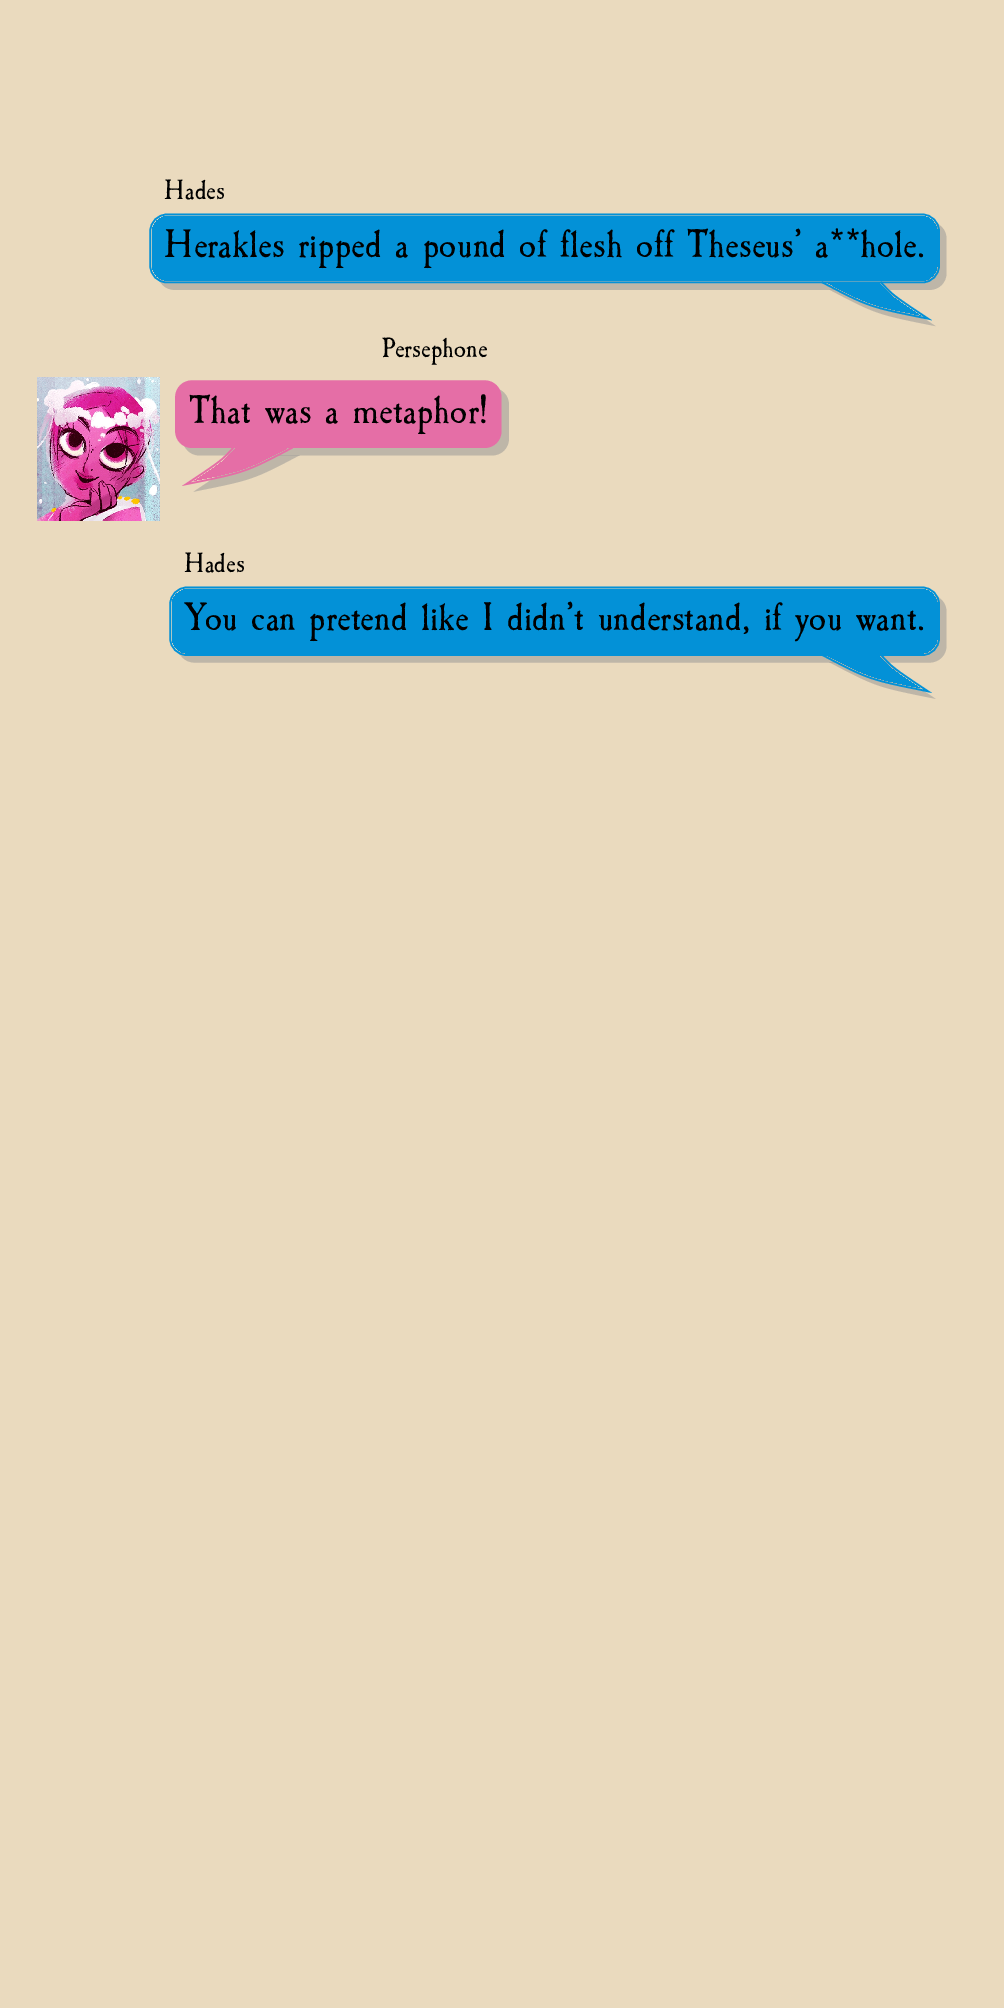 Hades
Herakles ripped a pound of flesh off Theseus’ a**hole.
Persephone
That was a metaphor!
Hades
You can pretend like I didn’t understand, if you want.